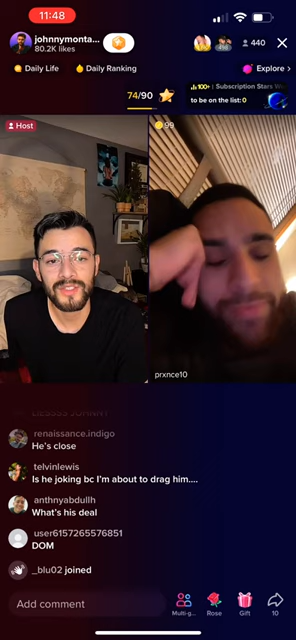 11:48
johnnymonta...
80.2K likes
440
Daily Life
Daily Ranking
Explore >
74/90
100+
Subscription Stars
to be on the list:0
Host
99
prxnce10
renaissance.indigo
He's close
telvinlewis
Is he joking bc I'm about to drag him....
anthnyabdullh
What's his deal
user6157265576851
DOM
_blu02 joined
Add comment
Multi-g...
Rose
Gift
10